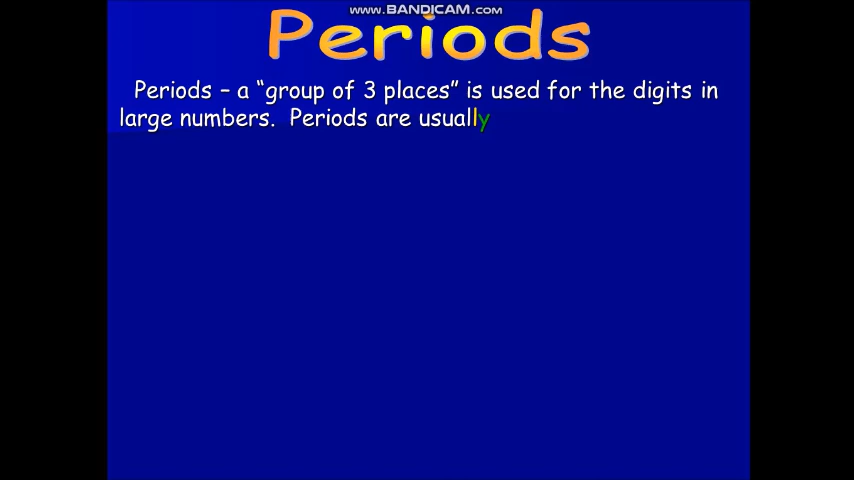 www.BANDICAM.com
Periods
Periods – a “group of 3 places” is used for the digits in
large numbers.  Periods are usually